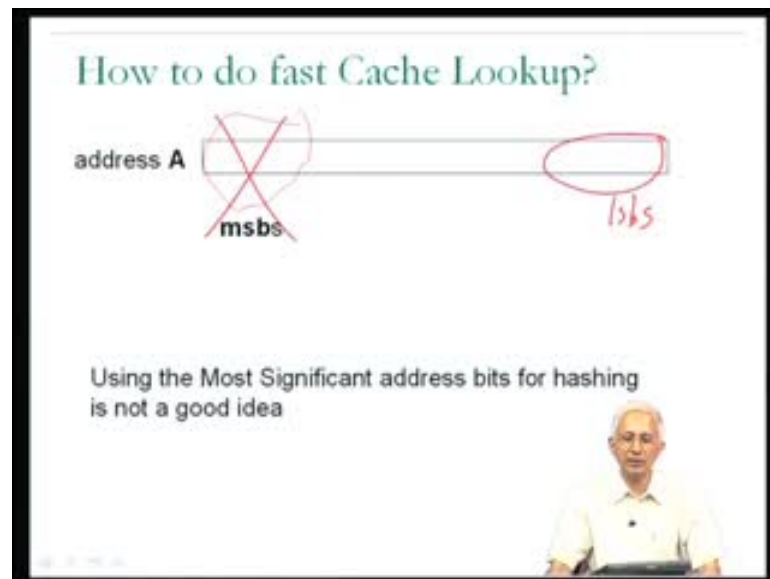 How to do fast Cache Lookup?
address A
msbs
lsbs
Using the Most Significant address bits for hashing
is not a good idea